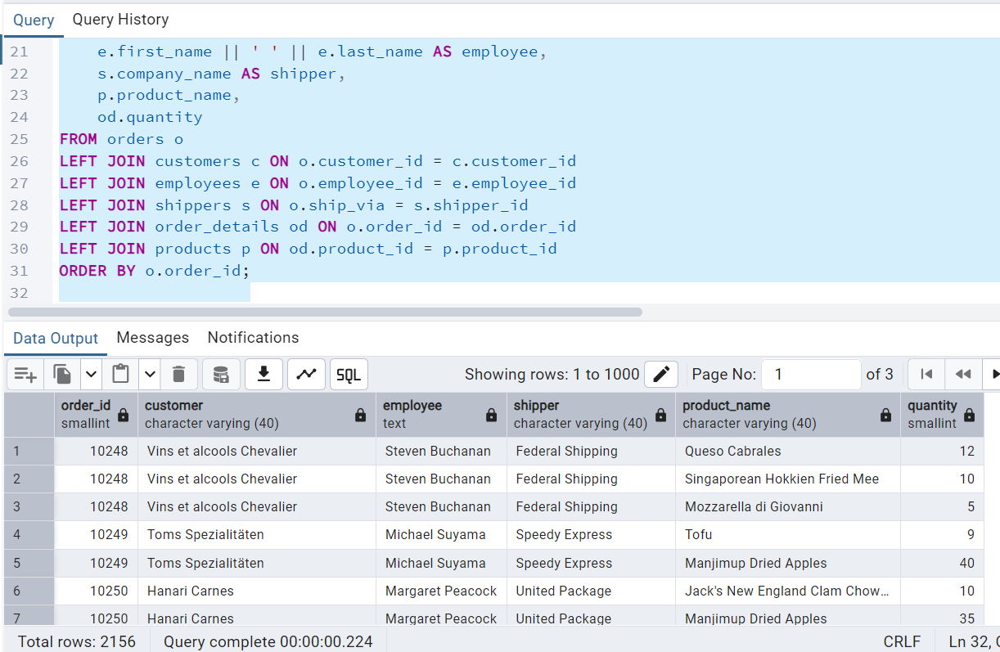 Query Query History
21 e.first_name || ' ' || e.last_name AS employee,
22 s.company_name AS shipper,
23 p.product_name,
24 od.quantity
25 FROM orders o
26 LEFT JOIN customers c ON o.customer_id = c.customer_id
27 LEFT JOIN employees e ON o.employee_id = e.employee_id
28 LEFT JOIN shippers s ON o.ship_via = s.shipper_id
29 LEFT JOIN order_details od ON o.order_id = od.order_id
30 LEFT JOIN products p ON od.product_id = p.product_id
31 ORDER BY o.order_id;
32
Data Output Messages Notifications
SQL Showing rows: 1 to 1000 Page No: 1 of 3
order_id customer employee shipper product_name quantity
smallint character varying (40) text character varying (40) character varying (40) smallint
1 10248 Vins et alcools Chevalier Steven Buchanan Federal Shipping Queso Cabrales 12
2 10248 Vins et alcools Chevalier Steven Buchanan Federal Shipping Singaporean Hokkien Fried Mee 10
3 10248 Vins et alcools Chevalier Steven Buchanan Federal Shipping Mozzarella di Giovanni 5
4 10249 Toms Spezialitäten Michael Suyama Speedy Express Tofu 9
5 10249 Toms Spezialitäten Michael Suyama Speedy Express Manjimup Dried Apples 40
6 10250 Hanari Carnes Margaret Peacock United Package Jack's New England Clam Chow... 10
7 10250 Hanari Carnes Margaret Peacock United Package Manjimup Dried Apples 35
Total rows: 2156 Query complete 00:00:00.224 CRLF Ln 32,